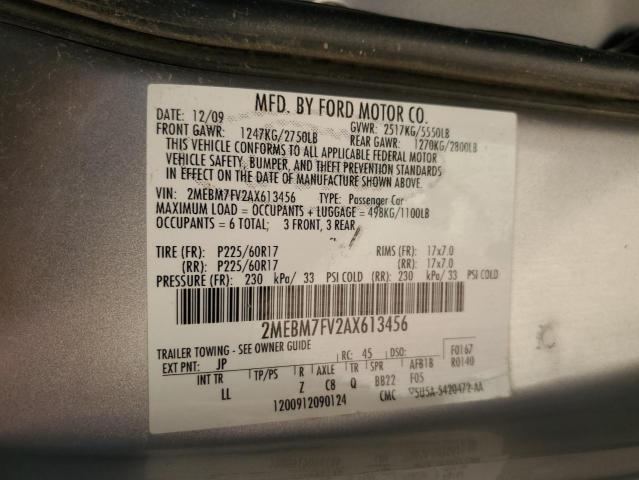 MFD. BY FORD MOTOR CO.
DATE: 12/09 GVWR: 2517KG/5550LB
FRONT GAWR: 1247KG/2750LB REAR GAWR: 1270KG/2800LB
THIS VEHICLE CONFORMS TO ALL APPLICABLE FEDERAL MOTOR
VEHICLE SAFETY, BUMPER, AND THEFT PREVENTION STANDARDS
IN EFFECT ON THE DATE OF MANUFACTURE SHOWN ABOVE.
VIN: 2MEBM7FV2AX613456 TYPE: Passenger Car
MAXIMUM LOAD = OCCUPANTS + LUGGAGE = 498KG/1100LB
OCCUPANTS = 6 TOTAL; 3 FRONT, 3 REAR
TIRE (FR): P225/60R17 RIMS (FR): 17x7.0
(RR): P225/60R17 (RR): 17x7.0
PRESSURE (FR): 230 kPa/ 33 PSI COLD (RR): 230 kPa/ 33 PSI COLD
2MEBM7FV2AX613456
TRAILER TOWING - SEE OWNER GUIDE
EXT PNT: JP RC: 45 DSO: F0167
INT TR TP/PS R AXLE TR SPR AFB18 R0140
LL Z C8 Q BB22 F05
1200912090124 CMC 5U5A-5420472-AA